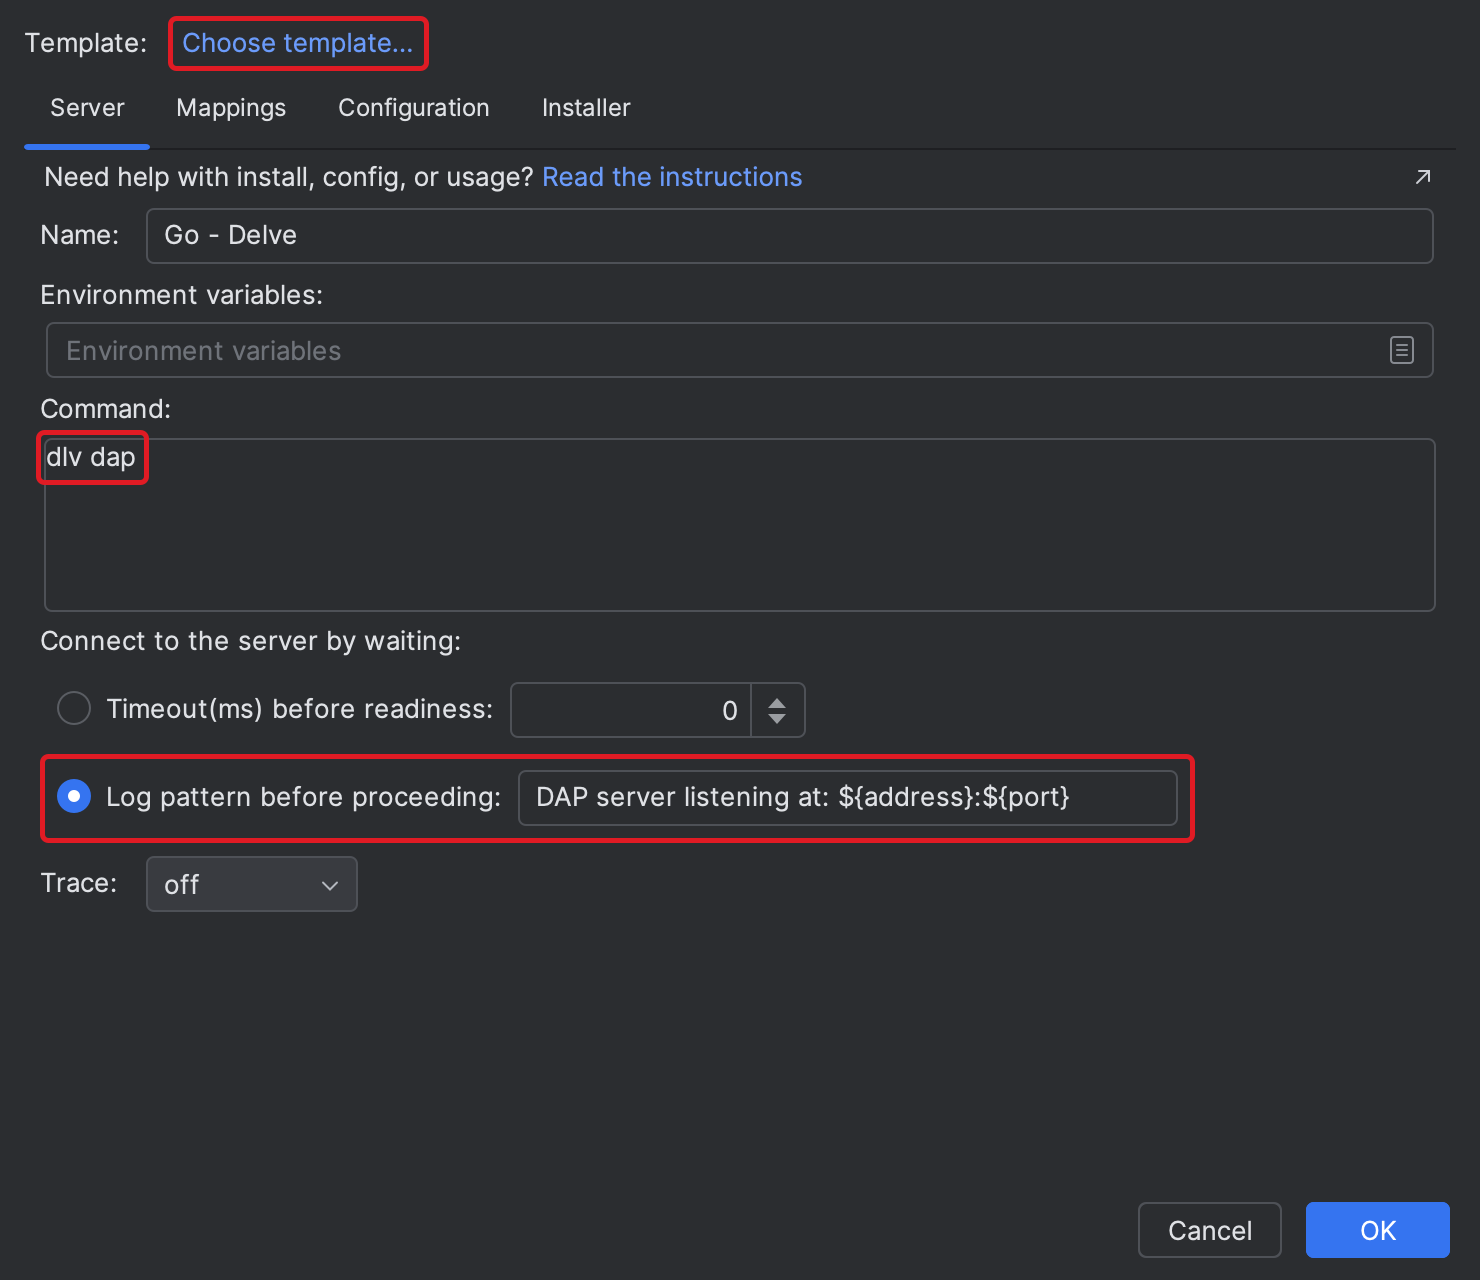 Template: Choose template...
Server Mappings Configuration Installer
Need help with install, config, or usage? Read the instructions
Name: Go - Delve
Environment variables:
Environment variables
Command:
dlv dap
Connect to the server by waiting:
Timeout(ms) before readiness: 0
Log pattern before proceeding: DAP server listening at: ${address}:${port}
Trace: off
Cancel OK